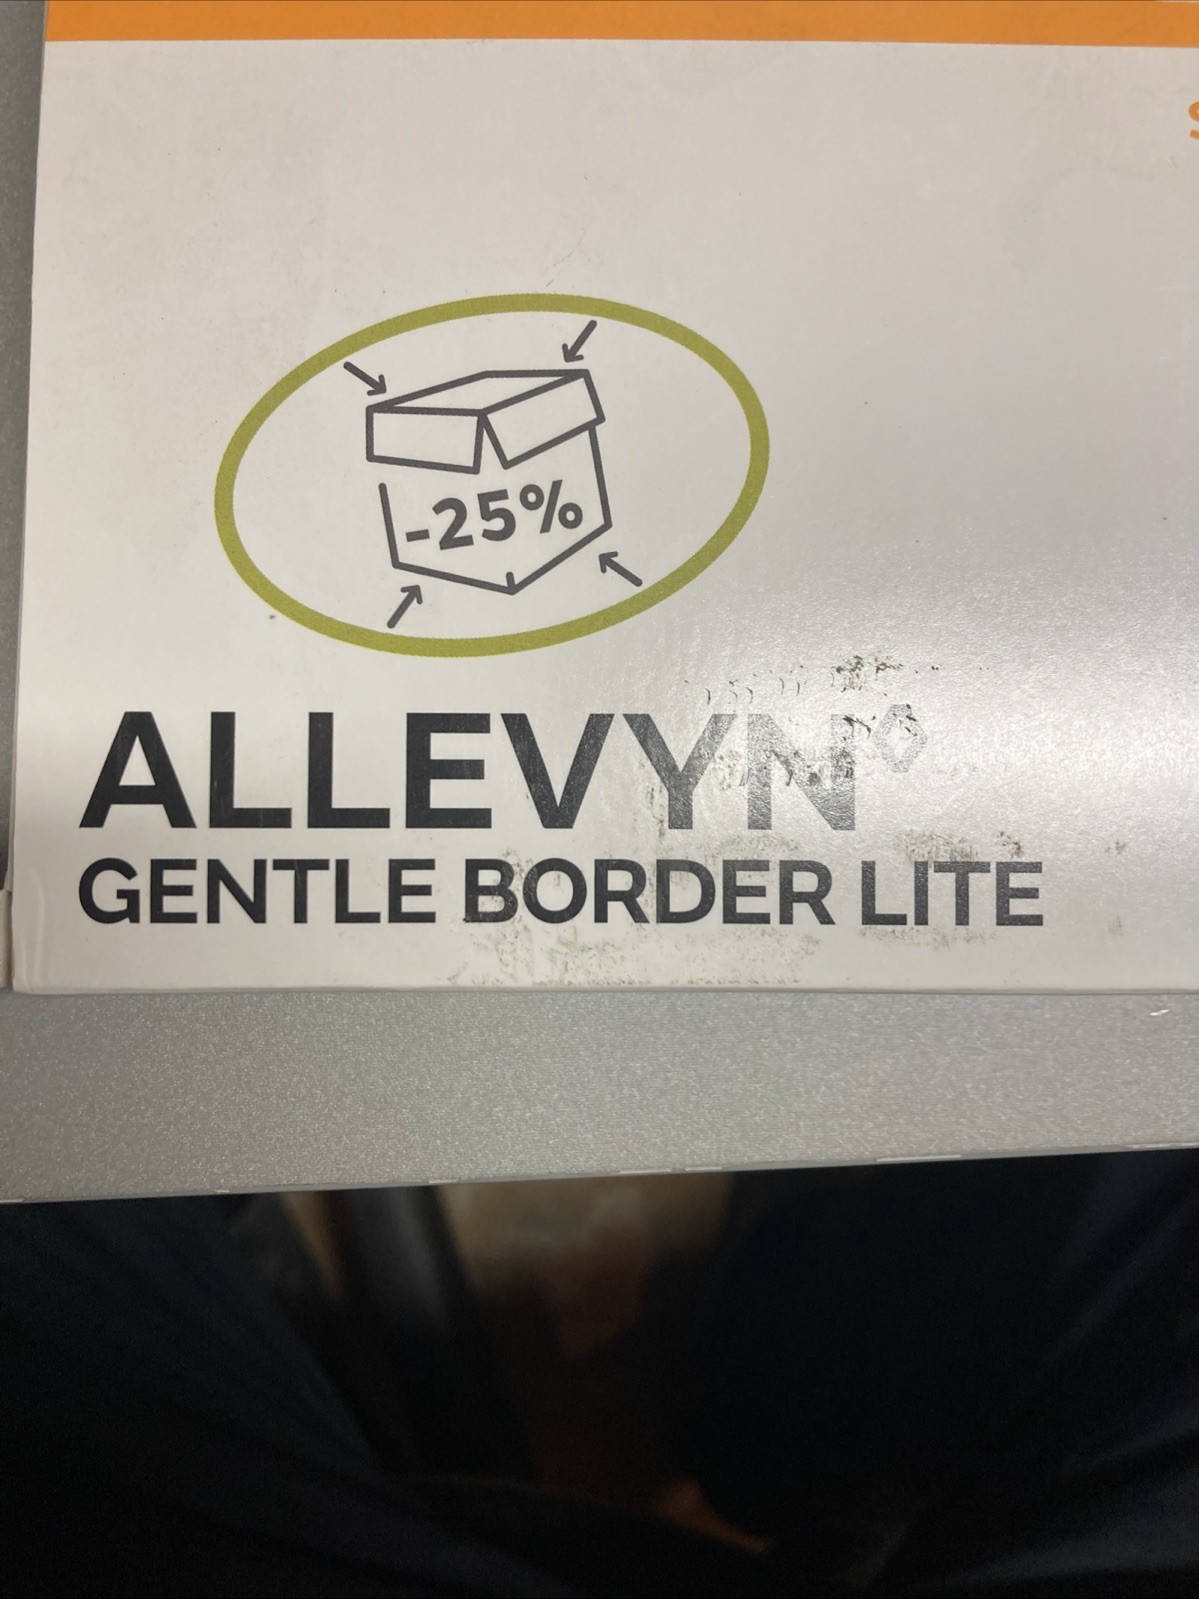 -25%
ALLEVYN◊
GENTLE BORDER LITE